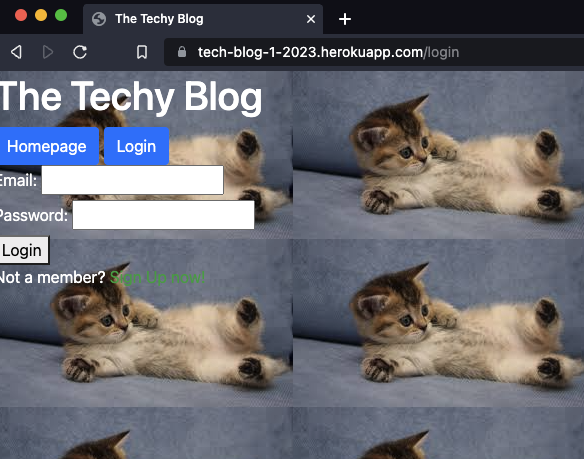 The Techy Blog
tech-blog-1-2023.herokuapp.com/login
The Techy Blog
Homepage Login
Email:
Password:
Login
Not a member? Sign Up now